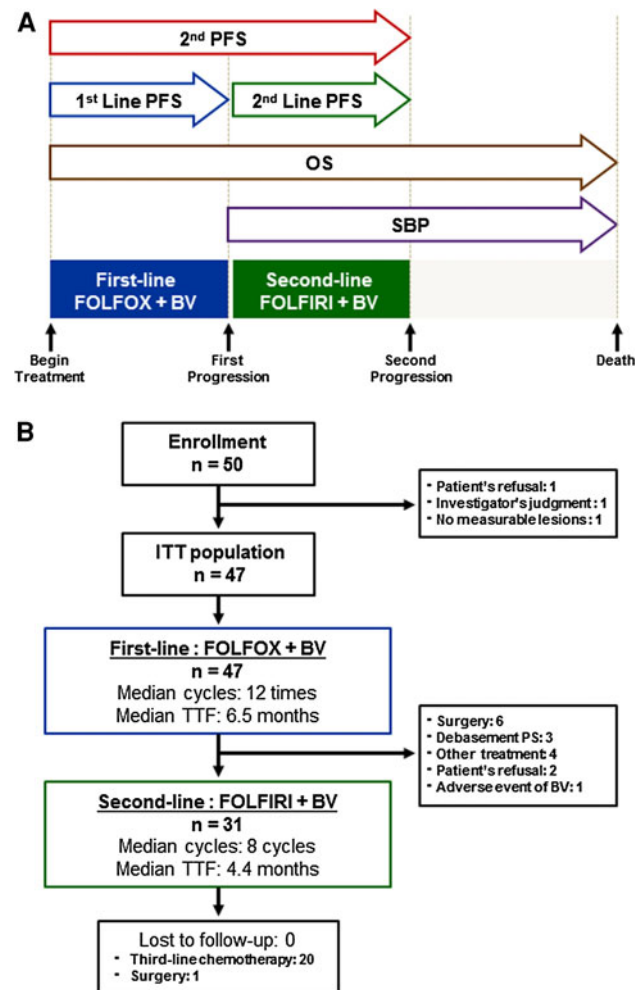 A
2nd PFS
1st Line PFS
2nd Line PFS
OS
SBP
First-line
FOLFOX + BV
Second-line
FOLFIRI + BV
Begin
Treatment
First
Progression
Second
Progression
Death
B
Enrollment
n = 50
- Patient's refusal: 1
- Investigator's judgment: 1
- No measurable lesions: 1
ITT population
n = 47
First-line : FOLFOX + BV
n = 47
Median cycles: 12 times
Median TTF: 6.5 months
- Surgery: 6
- Debasement PS: 3
- Other treatment: 4
- Patient's refusal: 2
- Adverse event of BV: 1
Second-line : FOLFIRI + BV
n = 31
Median cycles: 8 cycles
Median TTF: 4.4 months
Lost to follow-up: 0
- Third-line chemotherapy: 20
- Surgery: 1